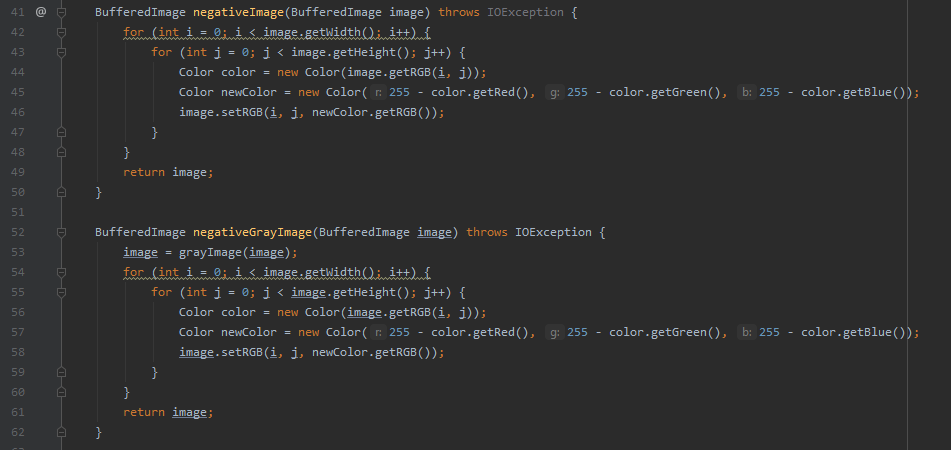 41 @ BufferedImage negativeImage(BufferedImage image) throws IOException {
42 for (int i = 0; i < image.getWidth(); i++) {
43 for (int j = 0; j < image.getHeight(); j++) {
44 Color color = new Color(image.getRGB(i, j));
45 Color newColor = new Color( r: 255 - color.getRed(), g: 255 - color.getGreen(), b: 255 - color.getBlue());
46 image.setRGB(i, j, newColor.getRGB());
47 }
48 }
49 return image;
50 }
51
52 BufferedImage negativeGrayImage(BufferedImage image) throws IOException {
53 image = grayImage(image);
54 for (int i = 0; i < image.getWidth(); i++) {
55 for (int j = 0; j < image.getHeight(); j++) {
56 Color color = new Color(image.getRGB(i, j));
57 Color newColor = new Color( r: 255 - color.getRed(), g: 255 - color.getGreen(), b: 255 - color.getBlue());
58 image.setRGB(i, j, newColor.getRGB());
59 }
60 }
61 return image;
62 }